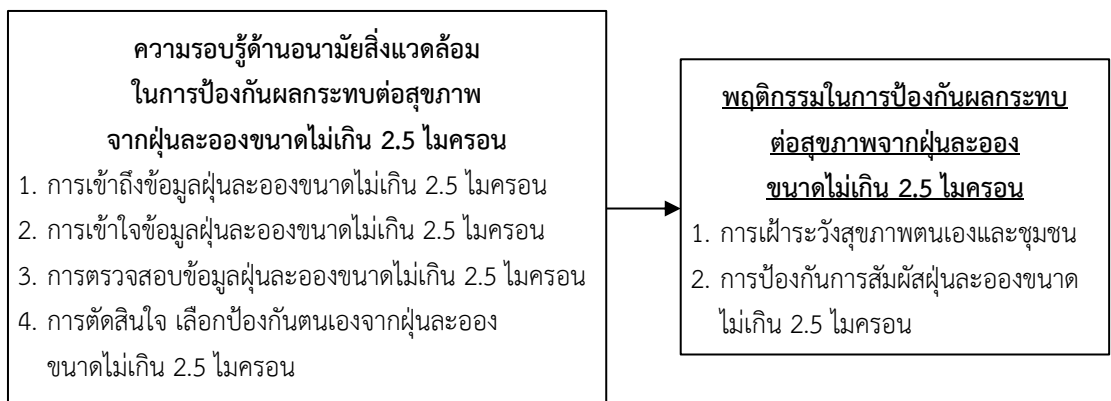 ความรอบรู้ด้านอนามัยสิ่งแวดล้อม
ในการป้องกันผลกระทบต่อสุขภาพ
จากฝุ่นละอองขนาดไม่เกิน 2.5 ไมครอน
1. การเข้าถึงข้อมูลฝุ่นละอองขนาดไม่เกิน 2.5 ไมครอน
2. การเข้าใจข้อมูลฝุ่นละอองขนาดไม่เกิน 2.5 ไมครอน
3. การตรวจสอบข้อมูลฝุ่นละอองขนาดไม่เกิน 2.5 ไมครอน
4. การตัดสินใจ เลือกป้องกันตนเองจากฝุ่นละออง
ขนาดไม่เกิน 2.5 ไมครอน
พฤติกรรมในการป้องกันผลกระทบ
ต่อสุขภาพจากฝุ่นละออง
ขนาดไม่เกิน 2.5 ไมครอน
1. การเฝ้าระวังสุขภาพตนเองและชุมชน
2. การป้องกันการสัมผัสฝุ่นละอองขนาด
ไม่เกิน 2.5 ไมครอน